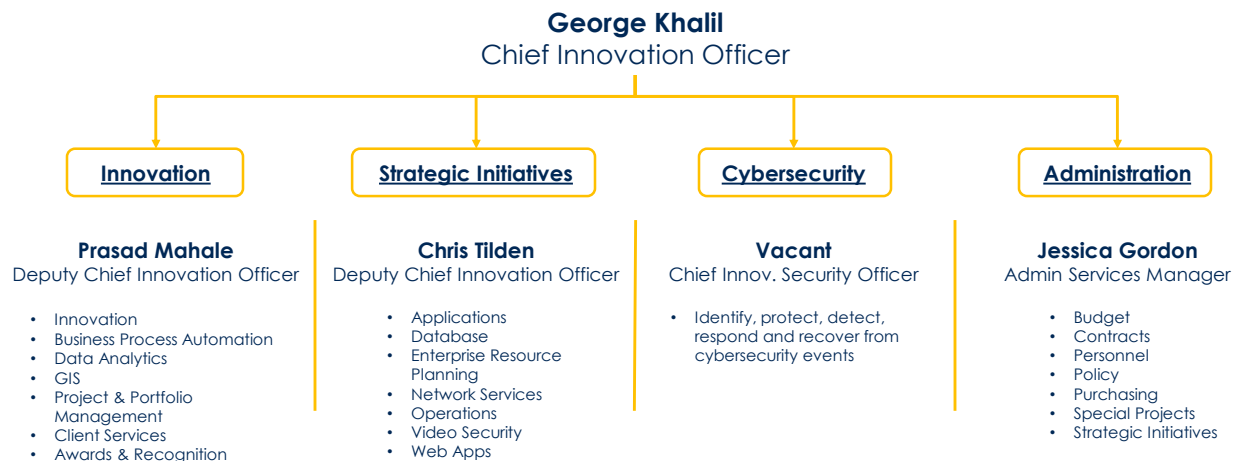 George Khalil
Chief Innovation Officer
Innovation
Strategic Initiatives
Cybersecurity
Administration
Prasad Mahale
Deputy Chief Innovation Officer
• Innovation
• Business Process Automation
• Data Analytics
• GIS
• Project & Portfolio
Management
• Client Services
• Awards & Recognition
Chris Tilden
Deputy Chief Innovation Officer
• Applications
• Database
• Enterprise Resource
Planning
• Network Services
• Operations
• Video Security
• Web Apps
Vacant
Chief Innov. Security Officer
• Identify, protect, detect,
respond and recover from
cybersecurity events
Jessica Gordon
Admin Services Manager
• Budget
• Contracts
• Personnel
• Policy
• Purchasing
• Special Projects
• Strategic Initiatives